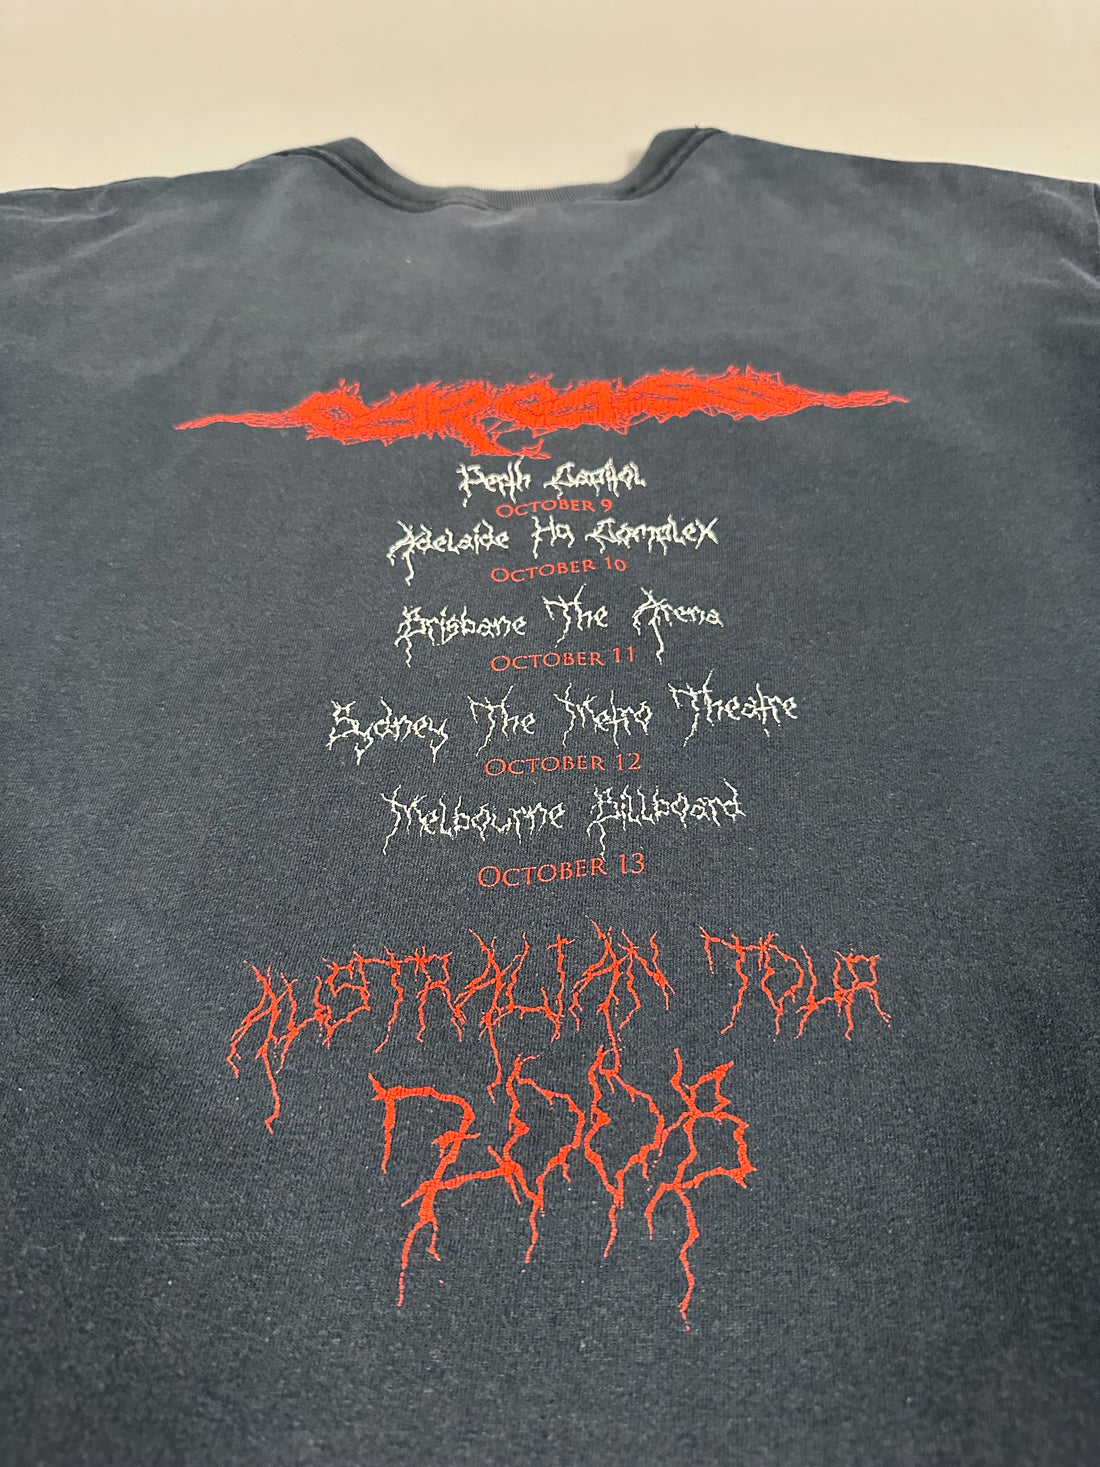 CARCASS
Perth Capitol
October 9
Adelaide Hq Complex
October 10
Brisbane The Arena
October 11
Sydney The Metro Theatre
October 12
Melbourne Billboard
October 13
AUSTRALIAN TOUR
2008